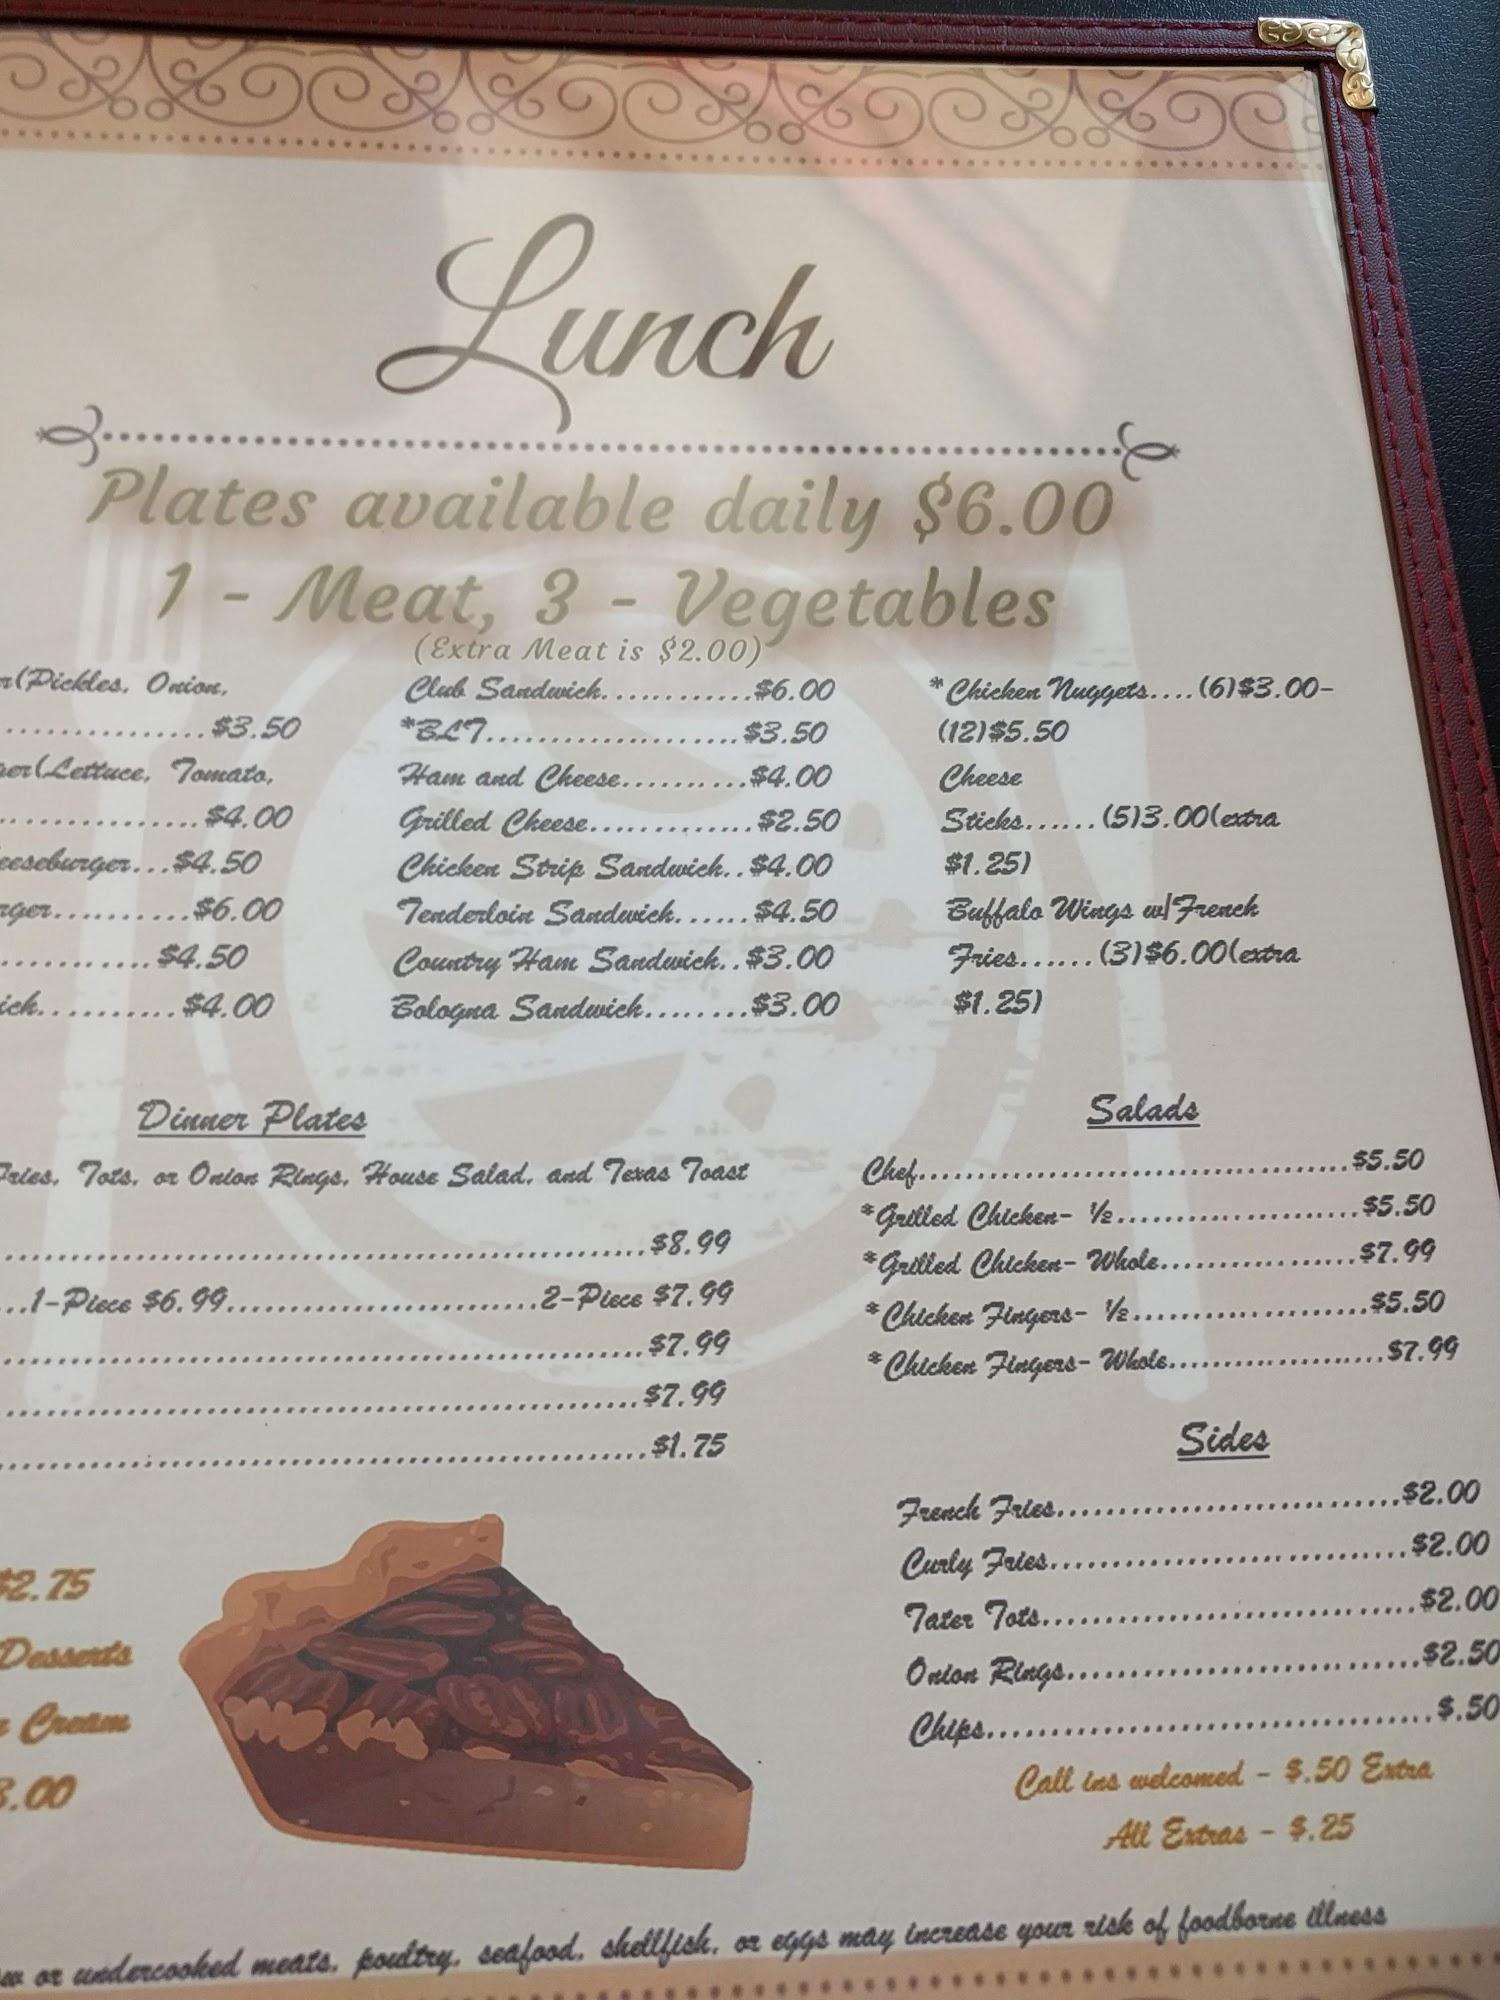 Lunch
Plates available daily $6.00
1 - Meat, 3 - Vegetables
(Extra Meat is $2.00)
(Pickles, Onion,
................$3.50
(Lettuce, Tomato,
................$4.00
eeseburger...$4.50
rger..........$6.00
...........$4.50
ich...........$4.00
Club Sandwich............$6.00
*BLT.....................$3.50
Ham and Cheese..........$4.00
Grilled Cheese.............$2.50
Chicken Strip Sandwich..$4.00
Tenderloin Sandwich......$4.50
Country Ham Sandwich..$3.00
Bologna Sandwich........$3.00
*Chicken Nuggets....(6)$3.00-
(12)$5.50
Cheese
Sticks......(5)3.00(extra
$1.25)
Buffalo Wings w/French
Fries......(3)$6.00(extra
$1.25)
Dinner Plates
Fries, Tots, or Onion Rings, House Salad, and Texas Toast
..................................................$8.99
...1-Piece $6.99.........................2-Piece $7.99
..................................................$7.99
..................................................$7.99
..................................................$1.75
$2.75
Desserts
Cream
3.00
Salads
Chef.....................................$5.50
*Grilled Chicken- ½.....................$5.50
*Grilled Chicken- Whole.................$7.99
*Chicken Fingers- ½.....................$5.50
*Chicken Fingers- Whole...................$7.99
Sides
French Fries..............................$2.00
Curly Fries...............................$2.00
Tater Tots................................$2.00
Onion Rings..............................$2.50
Chips.....................................$.50
Call ins welcomed - $.50 Extra
All Extras - $.25
or undercooked meats, poultry, seafood, shellfish, or eggs may increase your risk of foodborne illness